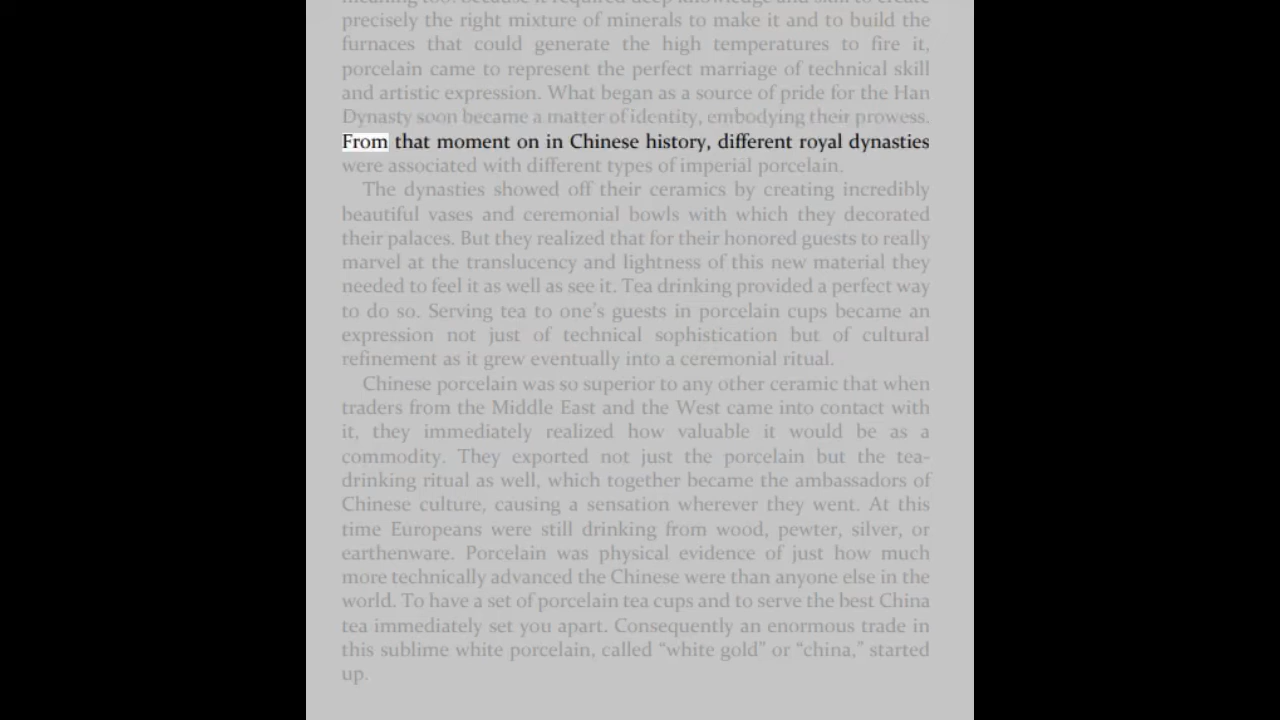 meaning too. Because it required deep knowledge and skill to create
precisely the right mixture of minerals to make it and to build the
furnaces that could generate the high temperatures to fire it,
porcelain came to represent the perfect marriage of technical skill
and artistic expression. What began as a source of pride for the Han
Dynasty soon became a matter of identity, embodying their prowess.
From that moment on in Chinese history, different royal dynasties
were associated with different types of imperial porcelain.
The dynasties showed off their ceramics by creating incredibly
beautiful vases and ceremonial bowls with which they decorated
their palaces. But they realized that for their honored guests to really
marvel at the translucency and lightness of this new material they
needed to feel it as well as see it. Tea drinking provided a perfect way
to do so. Serving tea to one’s guests in porcelain cups became an
expression not just of technical sophistication but of cultural
refinement as it grew eventually into a ceremonial ritual.
Chinese porcelain was so superior to any other ceramic that when
traders from the Middle East and the West came into contact with
it, they immediately realized how valuable it would be as a
commodity. They exported not just the porcelain but the tea-
drinking ritual as well, which together became the ambassadors of
Chinese culture, causing a sensation wherever they went. At this
time Europeans were still drinking from wood, pewter, silver, or
earthenware. Porcelain was physical evidence of just how much
more technically advanced the Chinese were than anyone else in the
world. To have a set of porcelain tea cups and to serve the best China
tea immediately set you apart. Consequently an enormous trade in
this sublime white porcelain, called “white gold” or “china,” started
up.